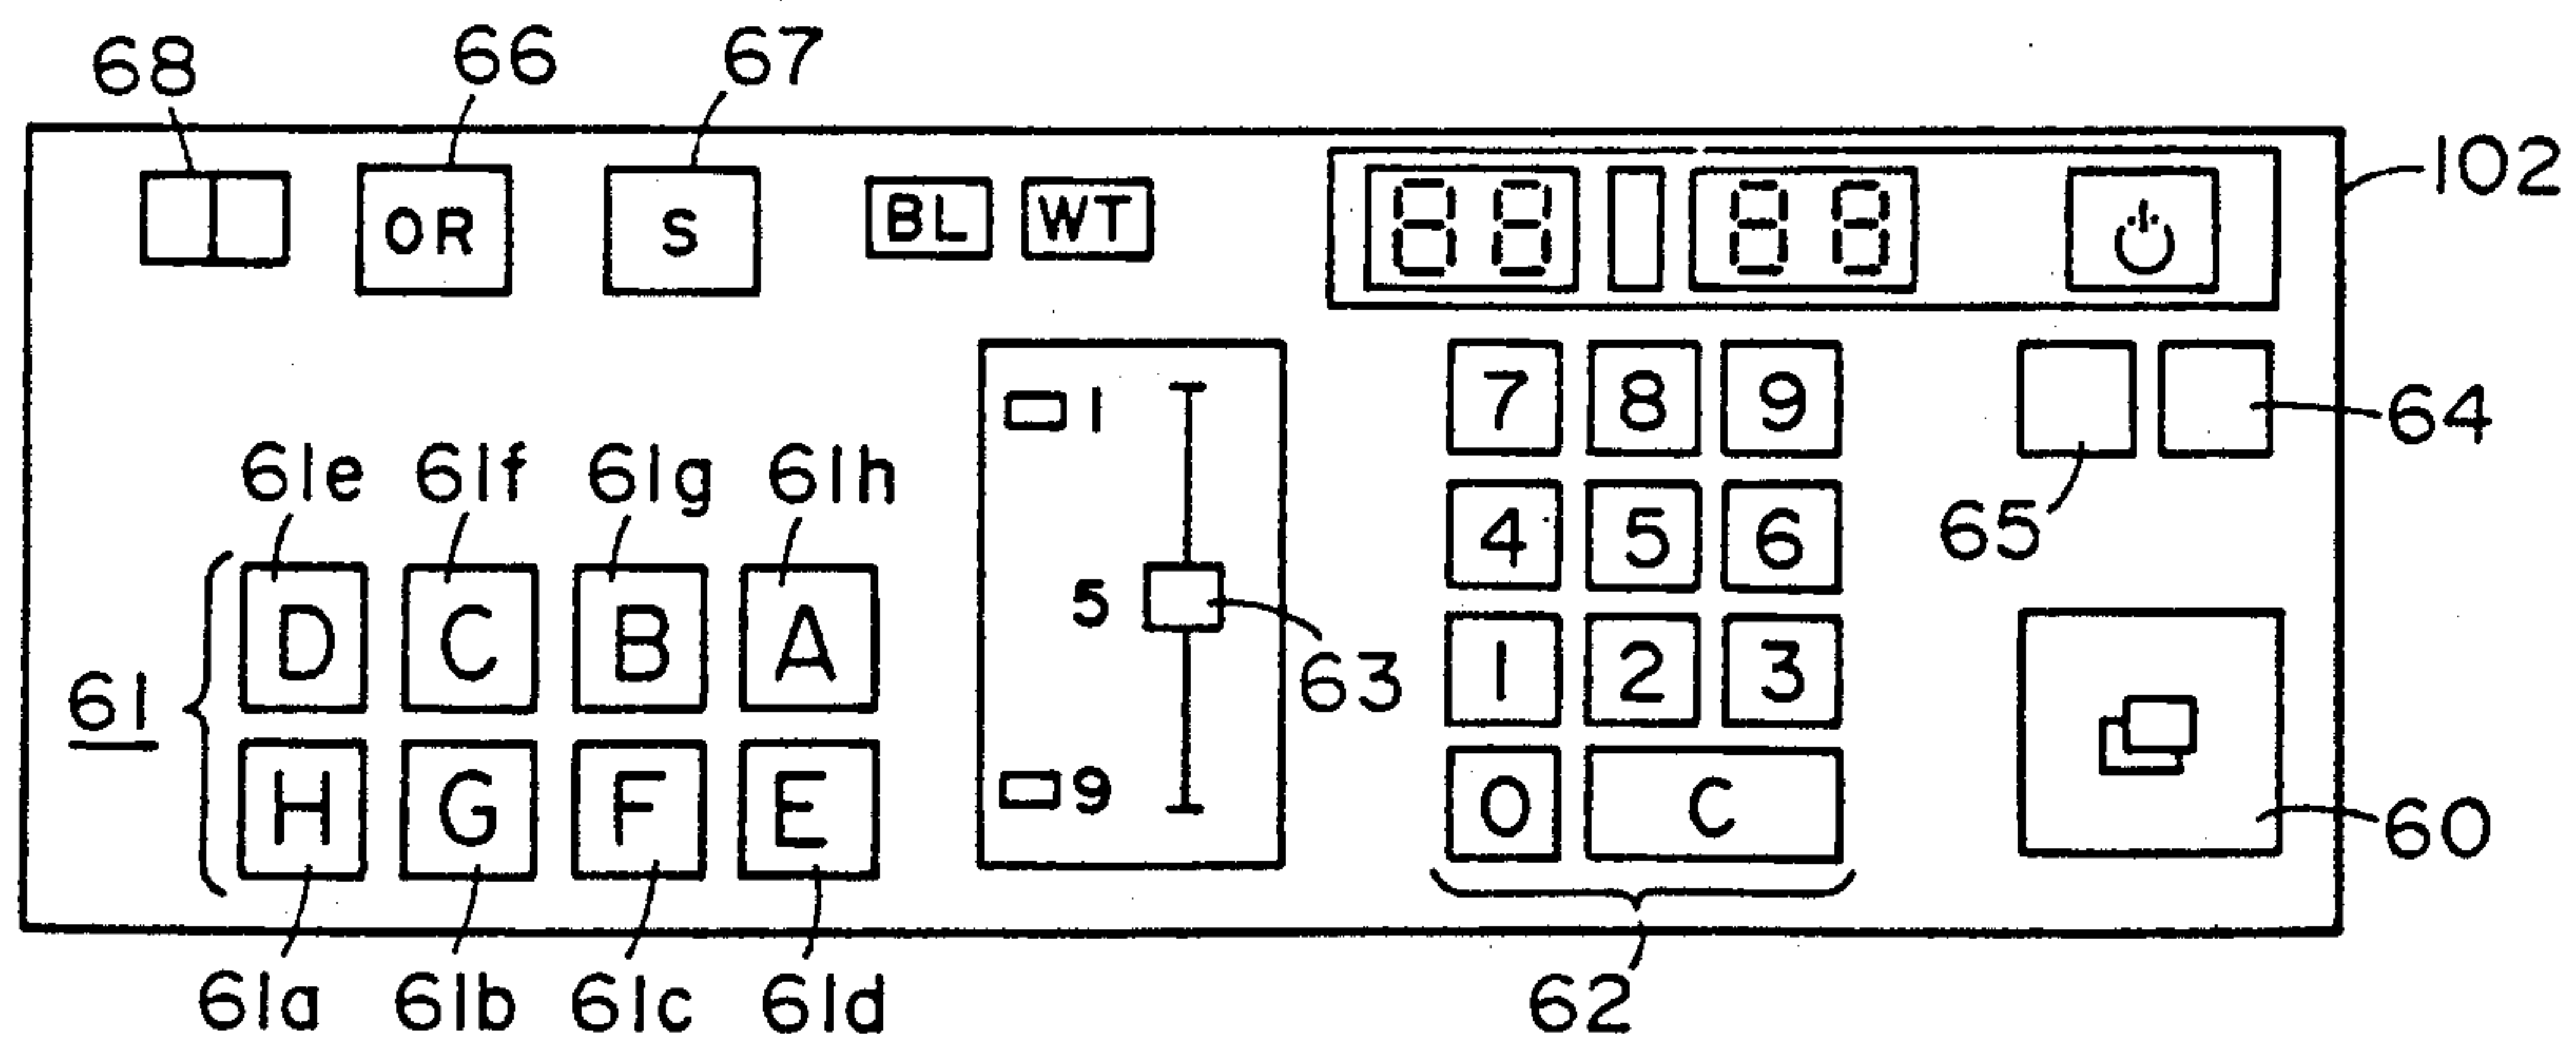 68 66 67
OR S BL WT 88 88 102
1 7 8 9 64
61e 61f 61g 61h 4 5 6 65
D C B A 5 63 1 2 3
61
H G F E 9 0 C 60
61a 61b 61c 61d 62